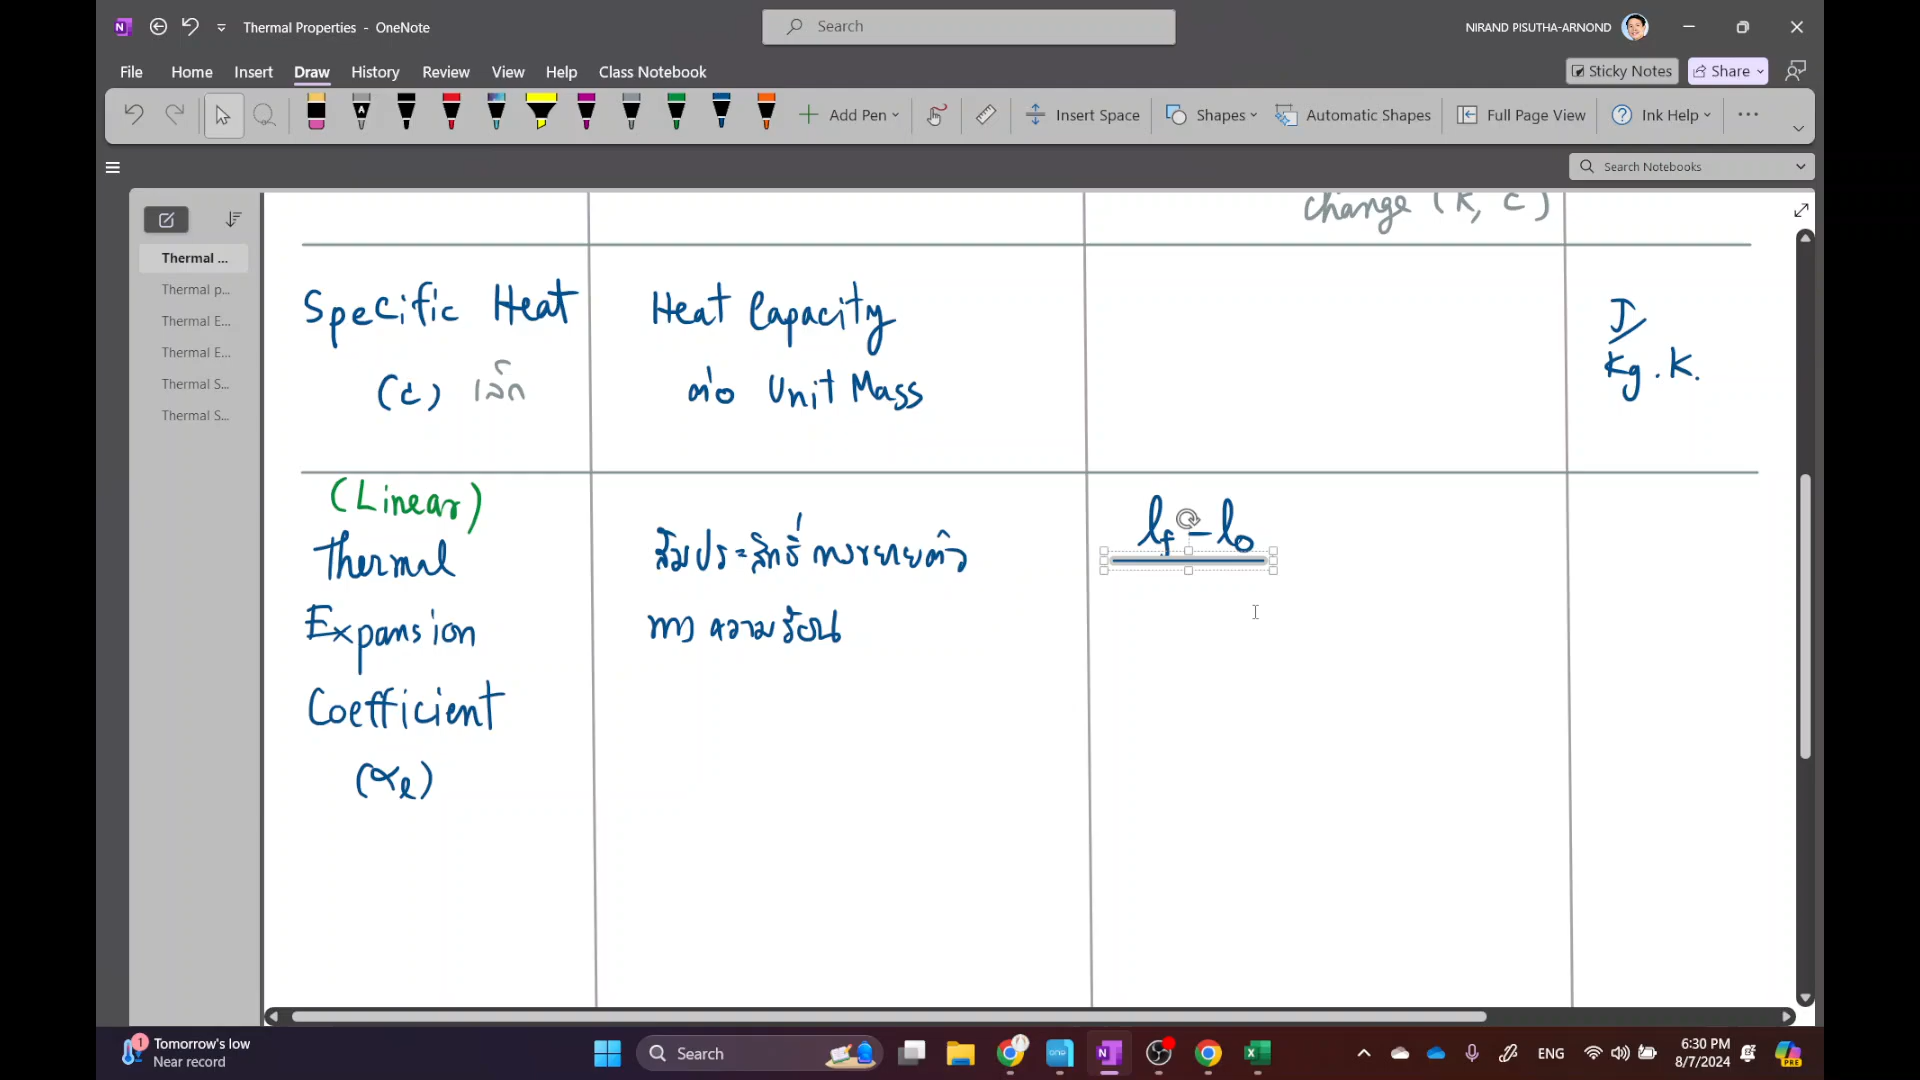 Thermal Properties - OneNote
Search
NIRAND PISUTHA-ARNOND
File Home Insert Draw History Review View Help Class Notebook
Sticky Notes Share
Add Pen Insert Space Shapes Automatic Shapes Full Page View Ink Help
Search Notebooks
Thermal ...
Thermal p...
Thermal E...
Thermal E...
Thermal S...
Thermal S...
change (K, C)
Specific Heat
(c) เล็ก
Heat Capacity
ต่อ Unit Mass
J/
kg.K.
(Linear)
Thermal
Expansion
Coefficient
(αℓ)
สัมประสิทธิ์ การขยายตัว
ทาง ความร้อน
lf - l0
Tomorrow's low
Near record
1
Search
ENG
6:30 PM
8/7/2024
PRE